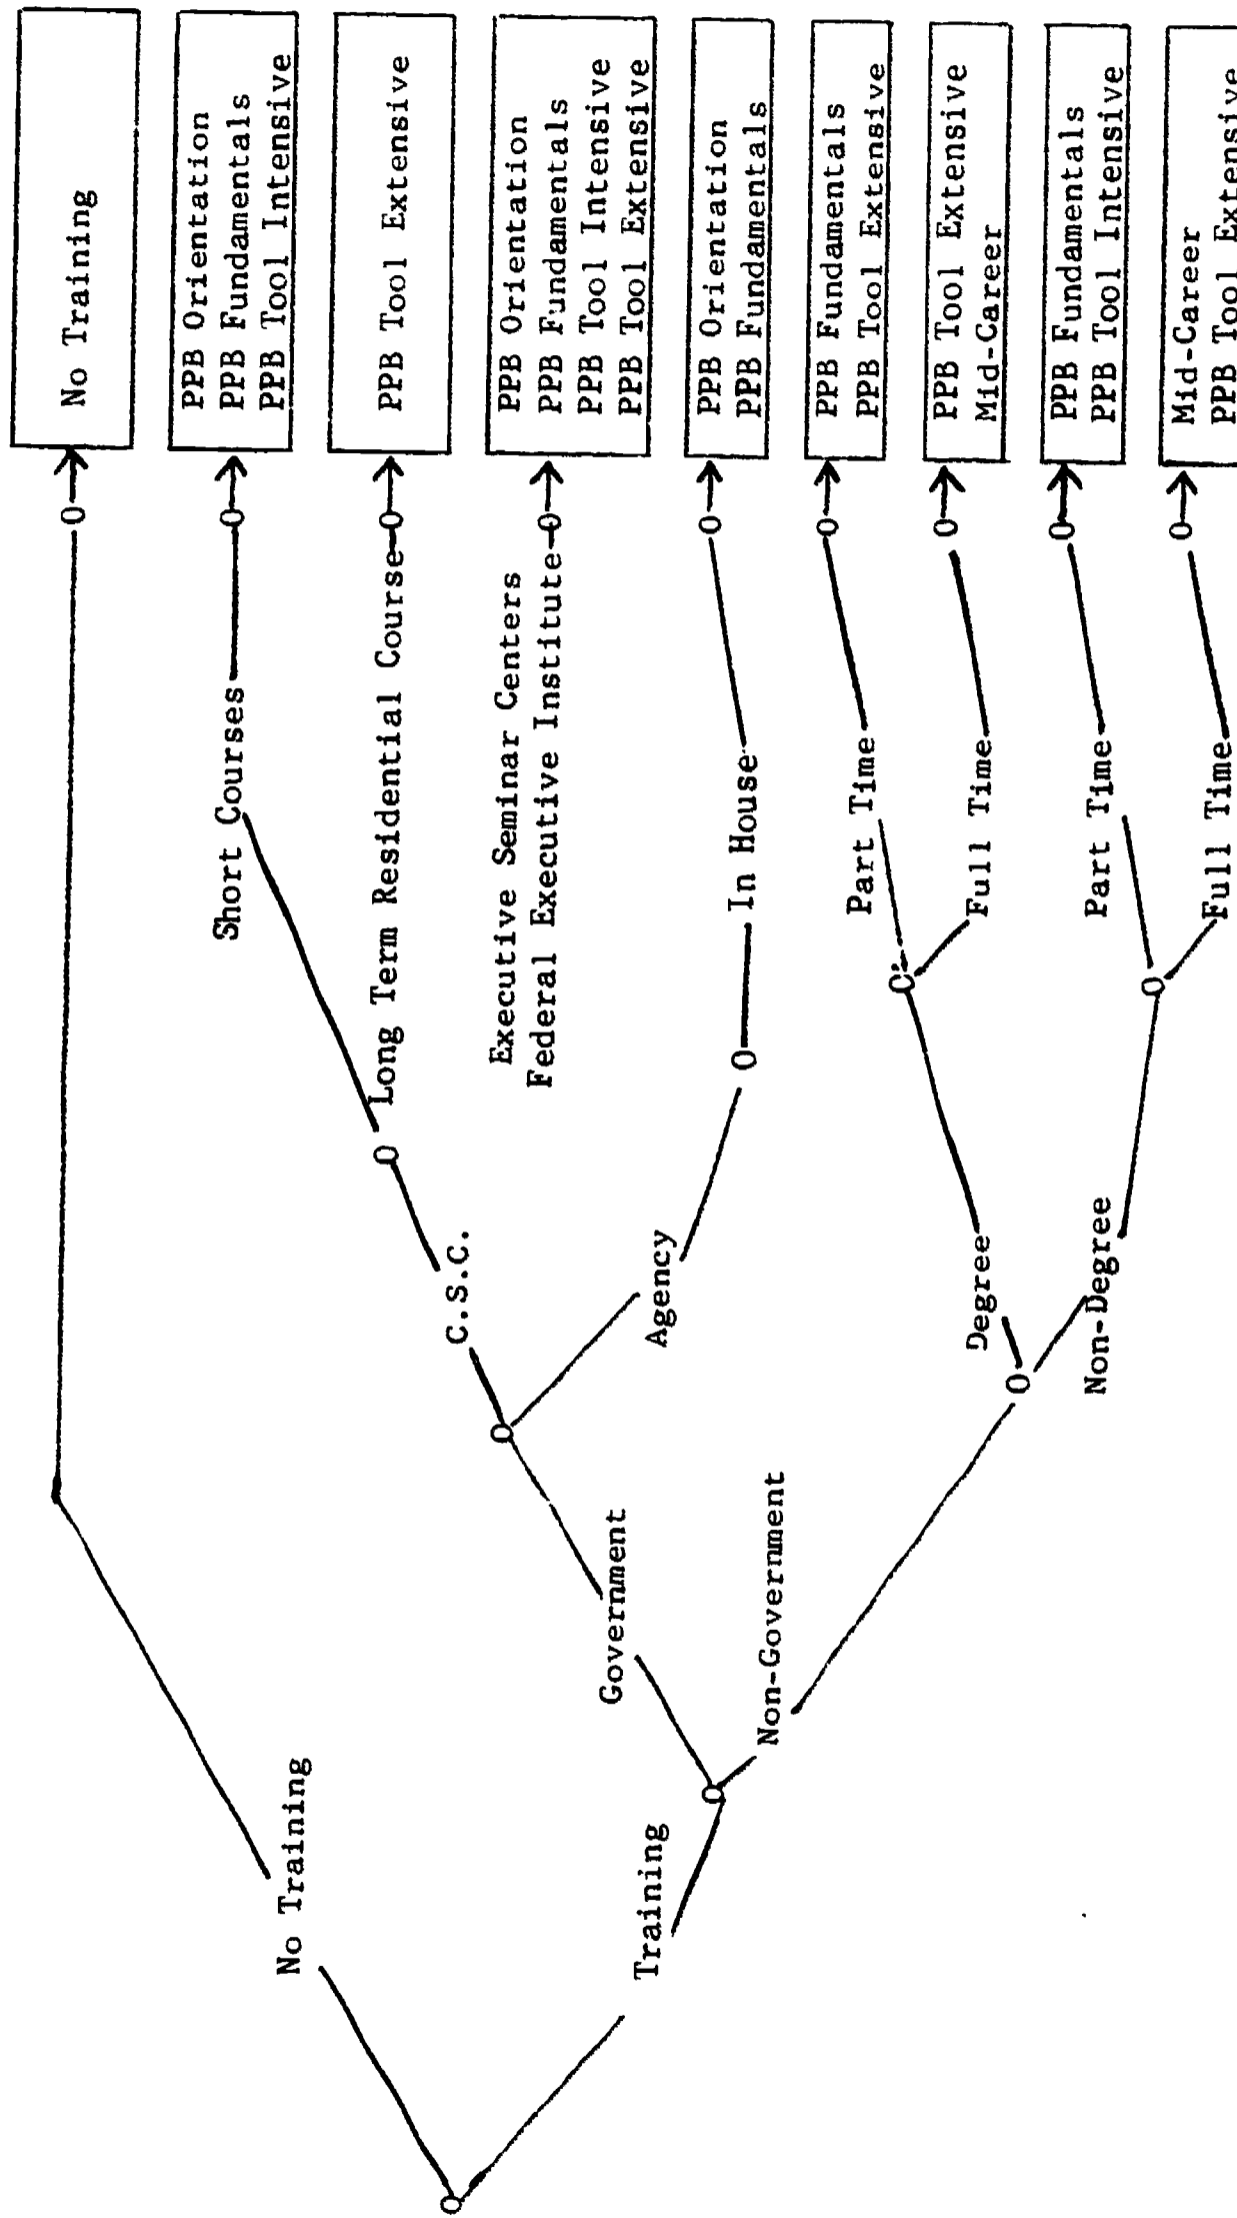 No Training
Training
Government
Non-Government
C.S.C.
Agency
Degree
Non-Degree
Short Courses
Long Term Residential Course
Executive Seminar Centers
Federal Executive Institute
In House
Part Time
Full Time
Part Time
Full Time
No Training
PPB Orientation
PPB Fundamentals
PPB Tool Intensive
PPB Tool Extensive
PPB Orientation
PPB Fundamentals
PPB Tool Intensive
PPB Tool Extensive
PPB Orientation
PPB Fundamentals
PPB Fundamentals
PPB Tool Extensive
PPB Tool Extensive
Mid-Career
PPB Fundamentals
PPB Tool Intensive
Mid-Career
PPB Tool Extensive